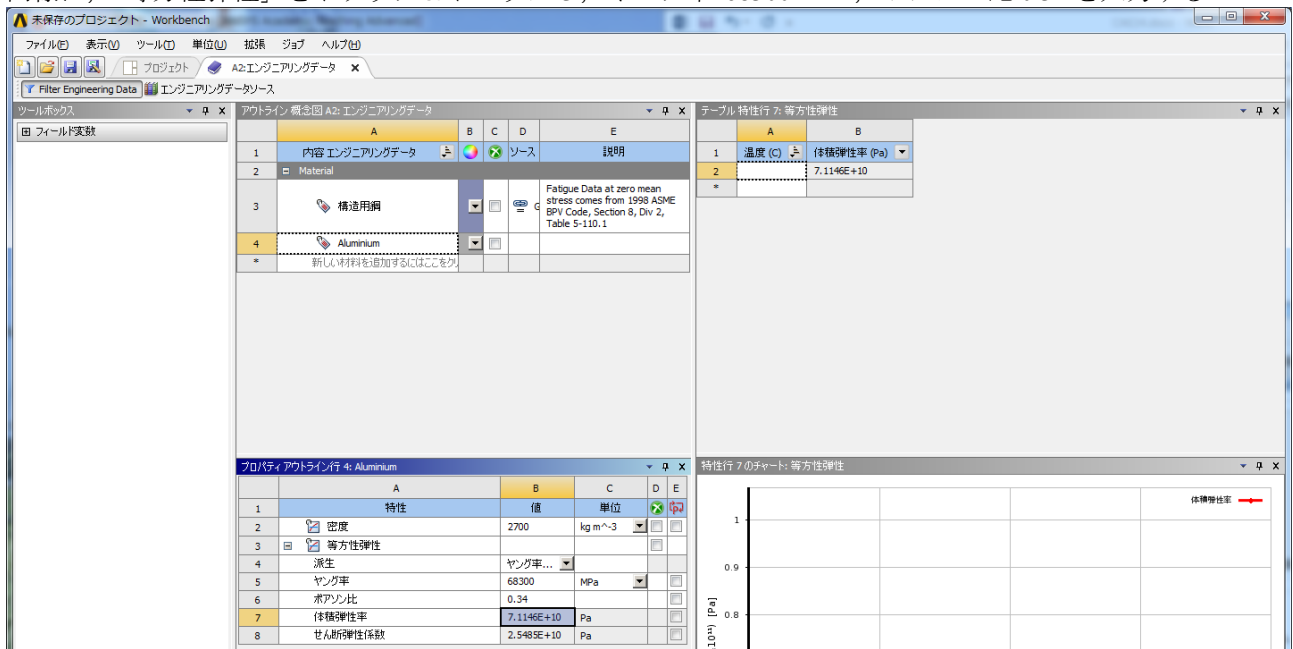 未保存のプロジェクト - Workbench
ファイル(F) 表示(V) ツール(T) 単位(U) 拡張 ジョブ ヘルプ(H)
プロジェクト A2:エンジニアリングデータ
Filter Engineering Data エンジニアリングデータソース
ツールボックス
フィールド変数
アウトライン 概念図 A2: エンジニアリングデータ
A B C D E
1 内容 エンジニアリングデータ ソース 説明
2 Material
3 構造用鋼 Fatigue Data at zero mean stress comes from 1998 ASME BPV Code, Section 8, Div 2, Table 5-110.1
4 Aluminium
* 新しい材料を追加するにはここをク
テーブル 特性行 7: 等方性弾性
A B
1 温度 (C) 体積弾性率 (Pa)
2 7.1146E+10
*
プロパティ アウトライン行 4: Aluminium
A B C D E
1 特性 値 単位
2 密度 2700 kg m^-3
3 等方性弾性
4 派生 ヤング率...
5 ヤング率 68300 MPa
6 ポアソン比 0.34
7 体積弾性率 7.1146E+10 Pa
8 せん断弾性係数 2.5485E+10 Pa
特性行 7 のチャート: 等方性弾性
体積弾性率
1
0.9
0.8
[Pa]